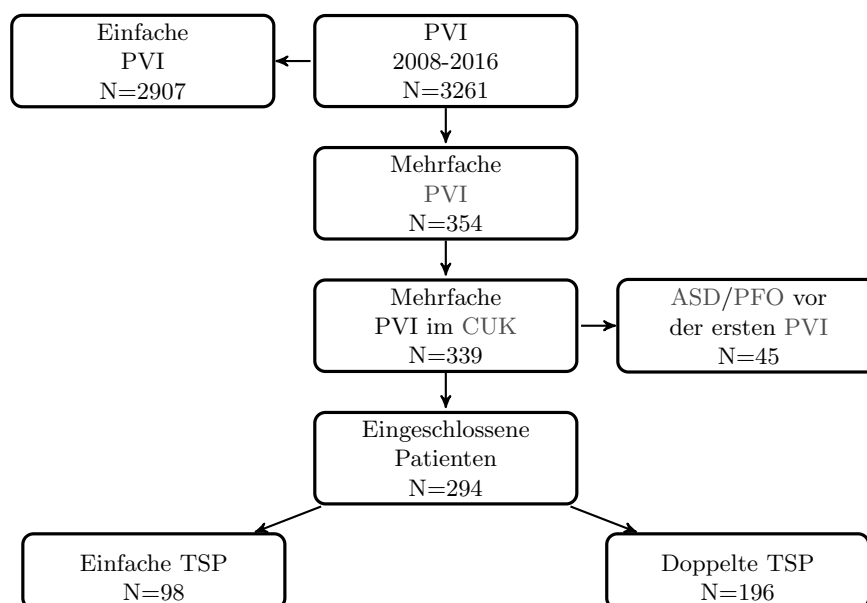 Einfache
PVI
N=2907
PVI
2008-2016
N=3261
Mehrfache
PVI
N=354
Mehrfache
PVI im CUK
N=339
ASD/PFO vor
der ersten PVI
N=45
Eingeschlossene
Patienten
N=294
Einfache TSP
N=98
Doppelte TSP
N=196